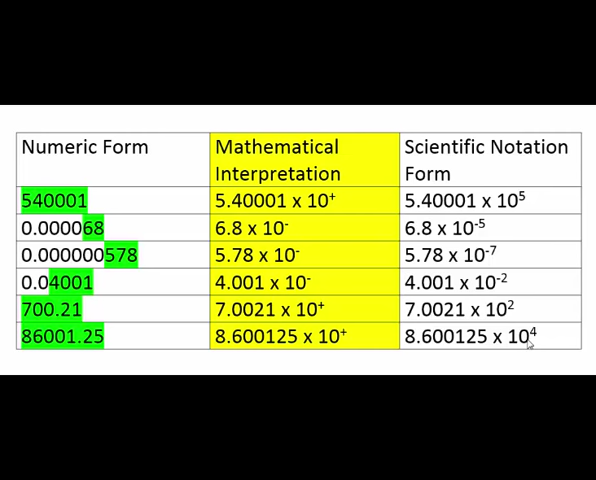 Numeric Form | Mathematical Interpretation | Scientific Notation Form
540001 | 5.40001 x 10⁺ | 5.40001 x 10⁵
0.000068 | 6.8 x 10⁻ | 6.8 x 10⁻⁵
0.000000578 | 5.78 x 10⁻ | 5.78 x 10⁻⁷
0.04001 | 4.001 x 10⁻ | 4.001 x 10⁻²
700.21 | 7.0021 x 10⁺ | 7.0021 x 10²
86001.25 | 8.600125 x 10⁺ | 8.600125 x 10⁴